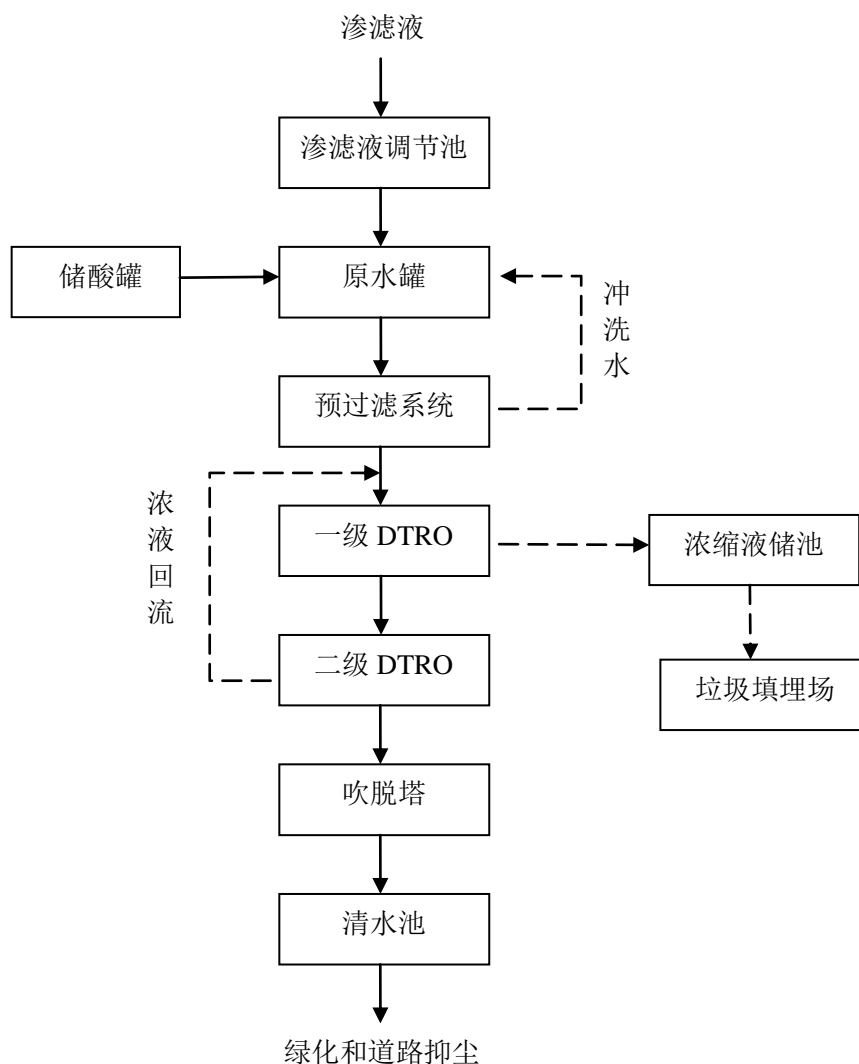 渗滤液
渗滤液调节池
储酸罐
原水罐
冲洗水
预过滤系统
浓液回流
一级 DTRO
浓缩液储池
二级 DTRO
垃圾填埋场
吹脱塔
清水池
绿化和道路抑尘